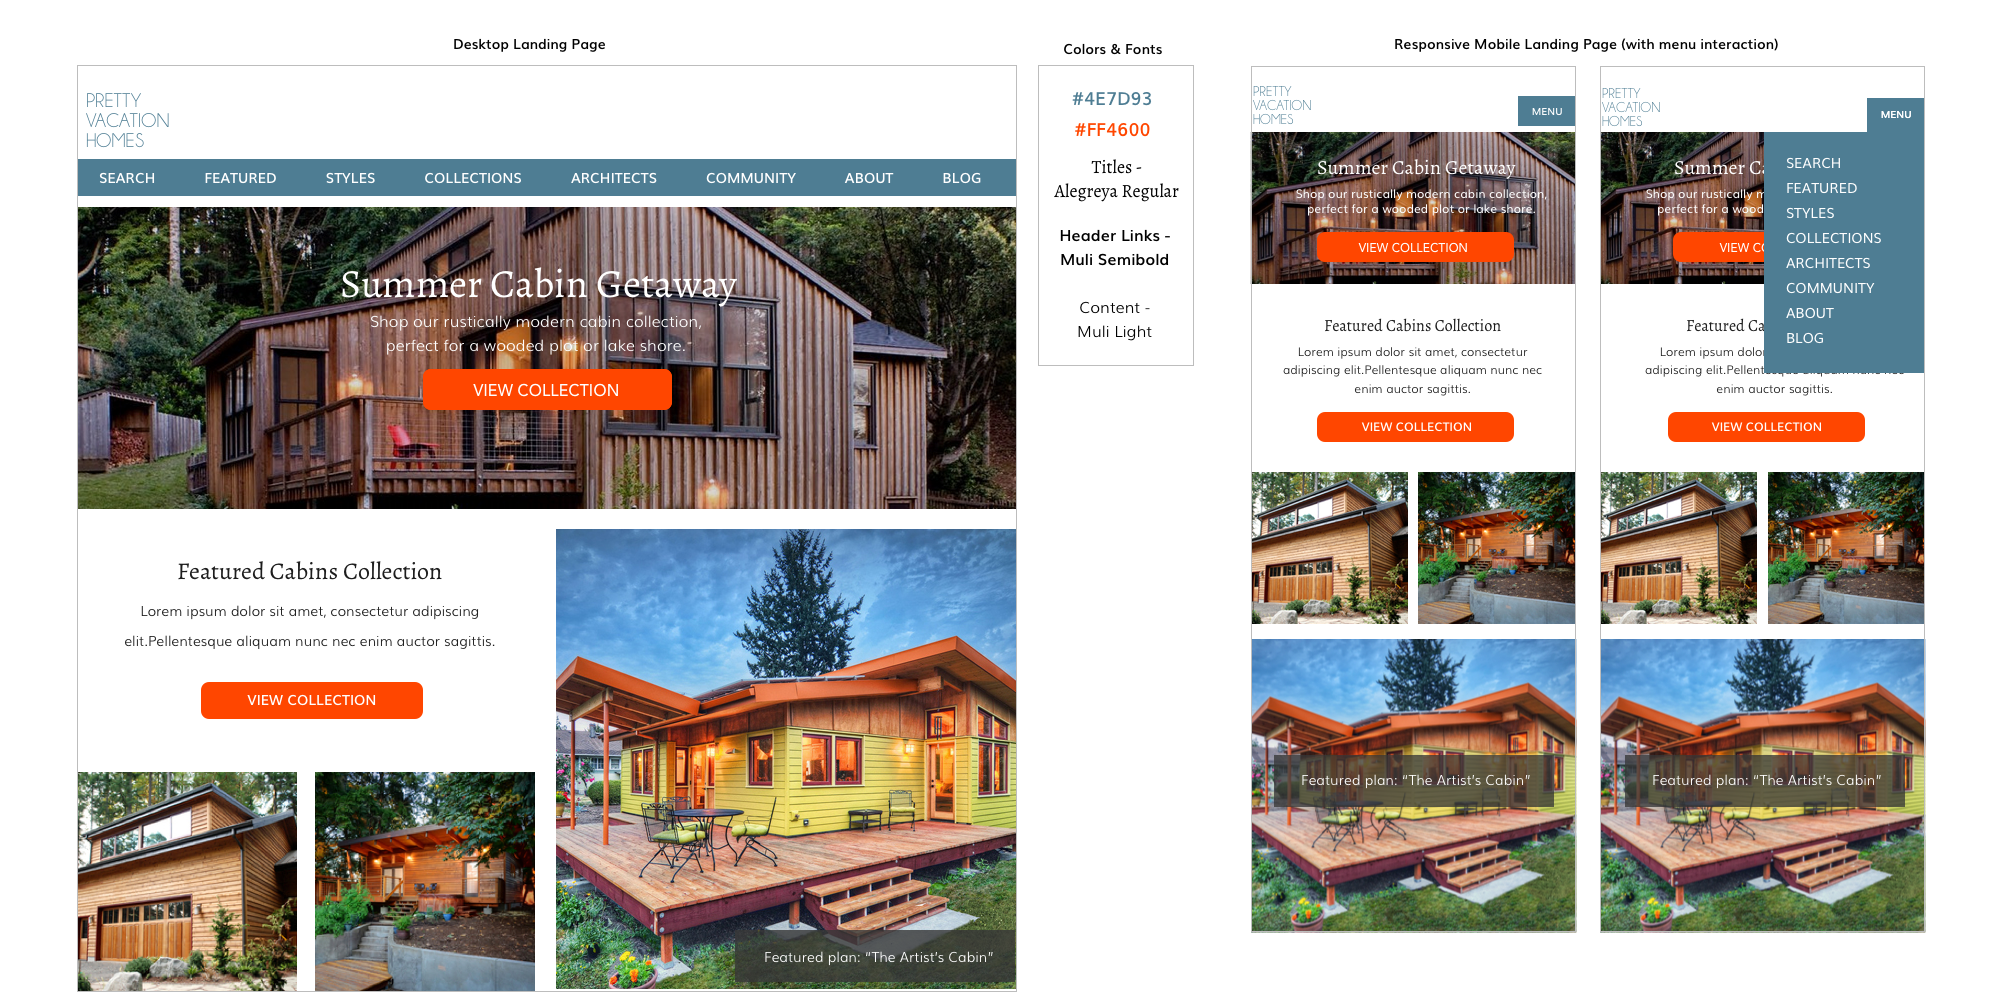 Desktop Landing Page
PRETTY
VACATION
HOMES
SEARCH FEATURED STYLES COLLECTIONS ARCHITECTS COMMUNITY ABOUT BLOG
Summer Cabin Getaway
Shop our rustically modern cabin collection,
perfect for a wooded plot or lake shore.
VIEW COLLECTION
Featured Cabins Collection
Lorem ipsum dolor sit amet, consectetur adipiscing
elit.Pellentesque aliquam nunc nec enim auctor sagittis.
VIEW COLLECTION
Featured plan: “The Artist’s Cabin”
Colors & Fonts
#4E7D93
#FF4600
Titles -
Alegreya Regular
Header Links -
Muli Semibold
Content -
Muli Light
Responsive Mobile Landing Page (with menu interaction)
PRETTY
VACATION
HOMES
MENU
Summer Cabin Getaway
Shop our rustically modern cabin collection,
perfect for a wooded plot or lake shore.
VIEW COLLECTION
Featured Cabins Collection
Lorem ipsum dolor sit amet, consectetur
adipiscing elit.Pellentesque aliquam nunc nec
enim auctor sagittis.
VIEW COLLECTION
Featured plan: “The Artist’s Cabin”
PRETTY
VACATION
HOMES
MENU
SEARCH
FEATURED
STYLES
COLLECTIONS
ARCHITECTS
COMMUNITY
ABOUT
BLOG
Summer
Shop our rustically
perfect for a
VIEW
Featured
Lorem ipsum
adipiscing
enim auctor sagittis.
VIEW COLLECTION
Featured plan: “The Artist’s Cabin”